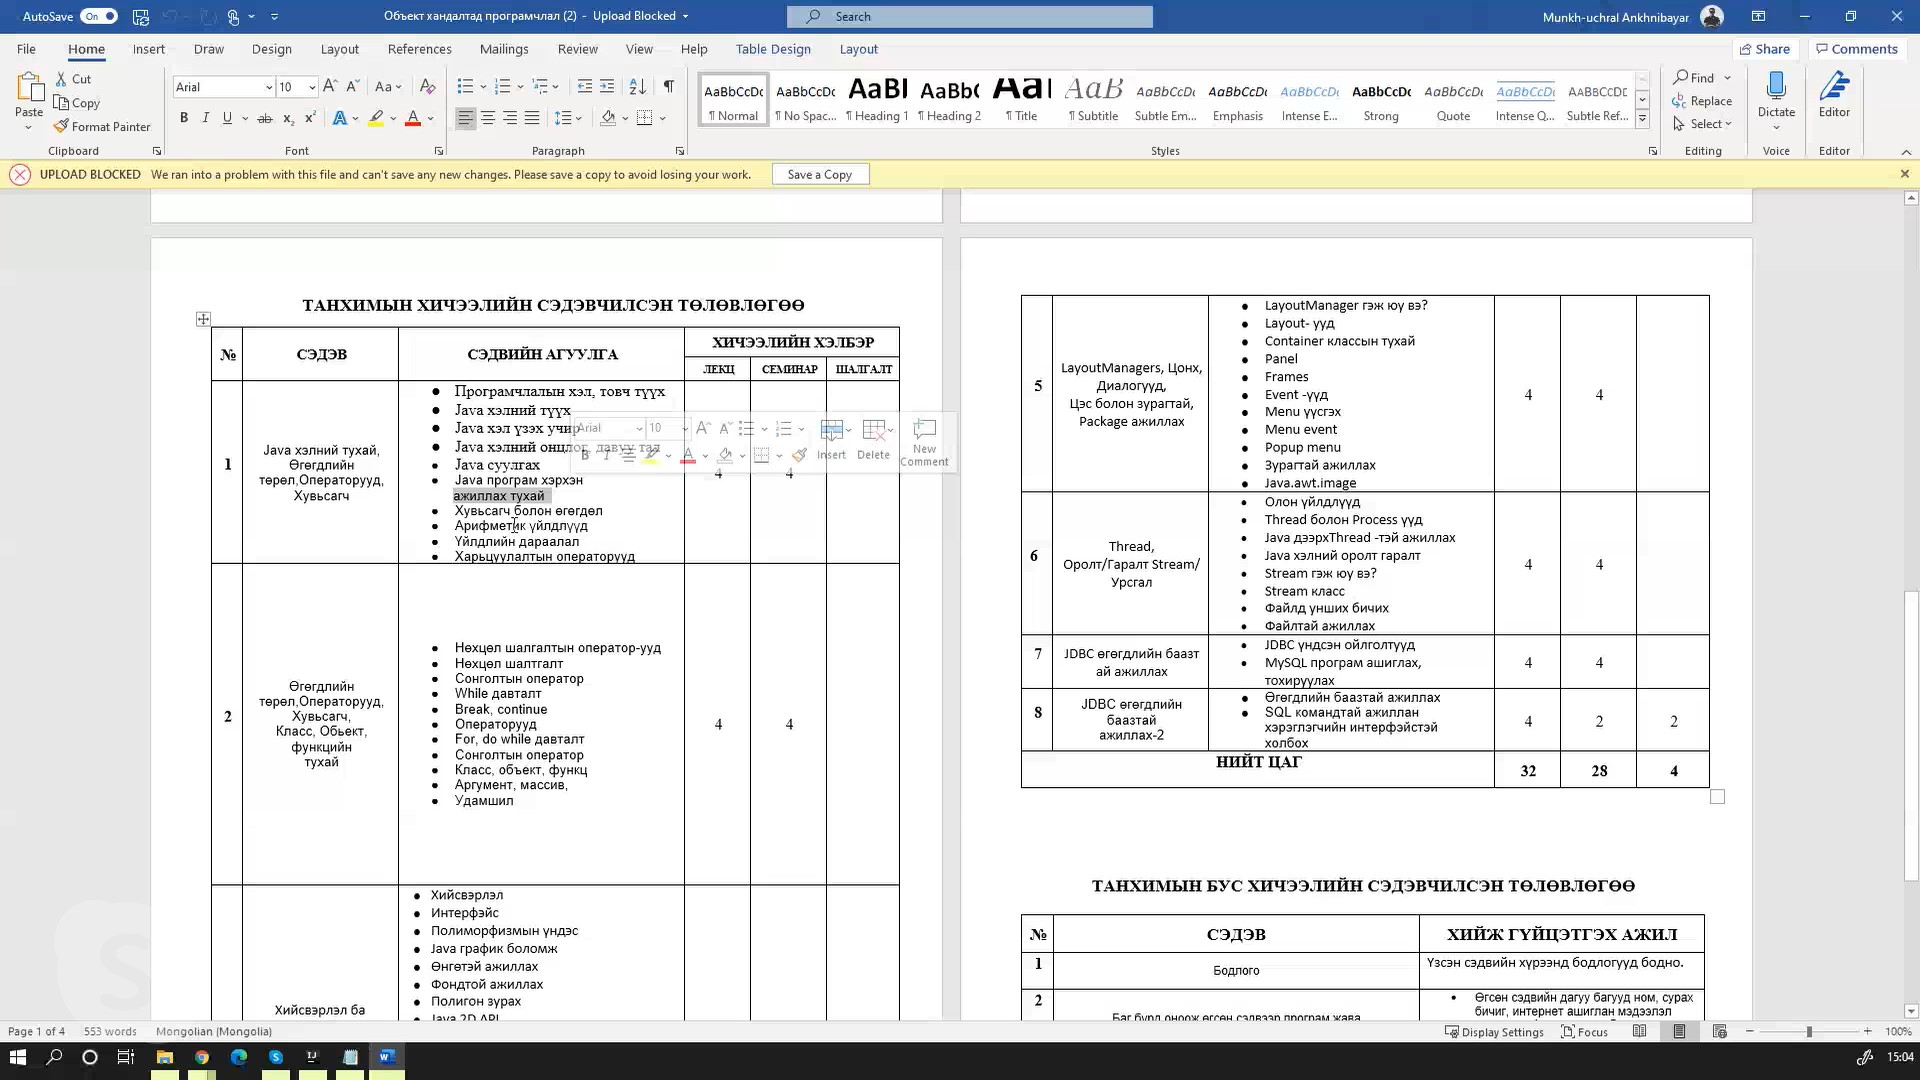 AutoSave On Объект хандалтад програмчлал (2) - Upload Blocked Search Munkh-uchral Ankhnibayar
File Home Insert Draw Design Layout References Mailings Review View Help Table Design Layout Share Comments
Paste Cut Copy Format Painter Clipboard
Arial 10 Font
Paragraph
AaBbCcDc AaBbCcDc AaBl AaBbC AaB AaBbCcDc AaBbCcDc AaBbCcDc AaBbCcDc AaBbCcDc AaBbCcDc AABBCCDE
¶ Normal ¶ No Spac... ¶ Heading 1 ¶ Heading 2 ¶ Title ¶ Subtitle Subtle Em... Emphasis Intense E... Strong Quote Intense Q... Subtle Ref...
Styles
Find Replace Select Editing
Dictate Voice
Editor Editor
UPLOAD BLOCKED We ran into a problem with this file and can't save any new changes. Please save a copy to avoid losing your work. Save a Copy
ТАНХИМЫН ХИЧЭЭЛИЙН СЭДЭВЧИЛСЭН ТӨЛӨВЛӨГӨӨ
№ СЭДЭВ СЭДВИЙН АГУУЛГА ХИЧЭЭЛИЙН ХЭЛБЭР
ЛЕКЦ СЕМИНАР ШАЛГАЛТ
1
Java хэлний тухай,
Өгөгдлийн
төрөл,Операторууд,
Хувьсагч
Програмчлалын хэл, товч түүх
Java хэлний түүх
Java хэл үзэх учир
Java хэлний онцлог, давуу тал
Java суулгах
Java програм хэрхэн
ажиллах тухай
Хувьсагч болон өгөгдөл
Арифметик үйлдлүүд
Үйлдлийн дараалал
Харьцуулалтын операторууд
4 4
Arial 10
Insert Delete New Comment
2
Өгөгдлийн
төрөл,Операторууд,
Хувьсагч,
Класс, Обьект,
функцийн
тухай
Нөхцөл шалгалтын оператор-ууд
Нөхцөл шалтгалт
Сонголтын оператор
While давталт
Break, continue
Операторууд
For, do while давталт
Сонголтын оператор
Класс, объект, функц
Аргумент, массив,
Удамшил
4 4
Хийсвэрлэл ба
Хийсвэрлэл
Интерфэйс
Полиморфизмын үндэс
Java график боломж
Өнгөтэй ажиллах
Фондтой ажиллах
Полигон зурах
Java 2D API
5
LayoutManagers, Цонх,
Диалогууд,
Цэс болон зурагтай,
Package ажиллах
LayoutManager гэж юу вэ?
Layout- ууд
Container классын тухай
Panel
Frames
Event -үүд
Menu үүсгэх
Menu event
Popup menu
Зурагтай ажиллах
Java.awt.image
4 4
6
Thread,
Оролт/Гаралт Stream/
Урсгал
Олон үйлдлүүд
Thread болон Process ууд
Java дээрхThread -тэй ажиллах
Java хэлний оролт гаралт
Stream гэж юу вэ?
Stream класс
Файлд унших бичих
Файлтай ажиллах
4 4
7
JDBC өгөгдлийн баазт
ай ажиллах
JDBC үндсэн ойлголтууд
MySQL програм ашиглах,
тохируулах
4 4
8
JDBC өгөгдлийн
баазтай
ажиллах-2
Өгөгдлийн баазтай ажиллах
SQL командтай ажиллан
хэрэглэгчийн интерфэйстэй
холбох
4 2 2
НИЙТ ЦАГ 32 28 4
ТАНХИМЫН БУС ХИЧЭЭЛИЙН СЭДЭВЧИЛСЭН ТӨЛӨВЛӨГӨӨ
№ СЭДЭВ ХИЙЖ ГҮЙЦЭТГЭХ АЖИЛ
1 Бодлого Үзсэн сэдвийн хүрээнд бодлогууд бодно.
2 Баг бүрд оноож өгсөн сэдвээр програм
Өгсөн сэдвийн дагуу багууд ном, сурах
бичиг, интернет ашиглан мэдээлэл
Page 1 of 4 553 words Mongolian (Mongolia) Display Settings Focus 100%
15:04